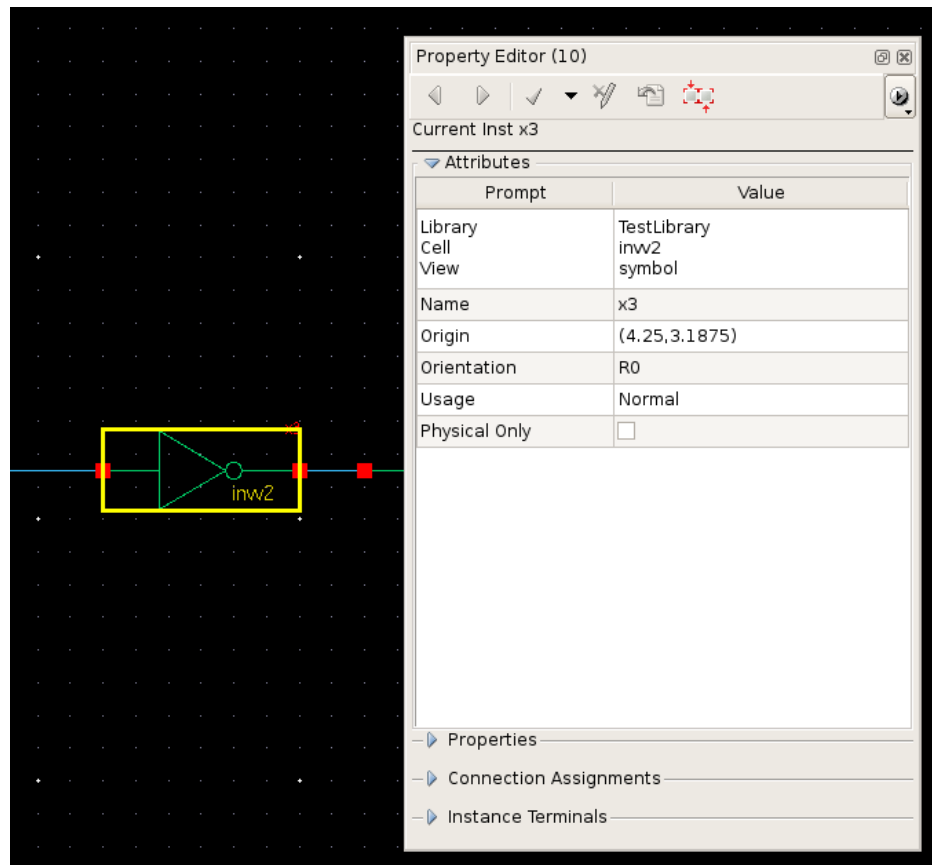 Property Editor (10)
Current Inst x3
Attributes
Prompt Value
Library TestLibrary
Cell invv2
View symbol
Name x3
Origin (4.25,3.1875)
Orientation R0
Usage Normal
Physical Only
x3
invv2
Properties
Connection Assignments
Instance Terminals